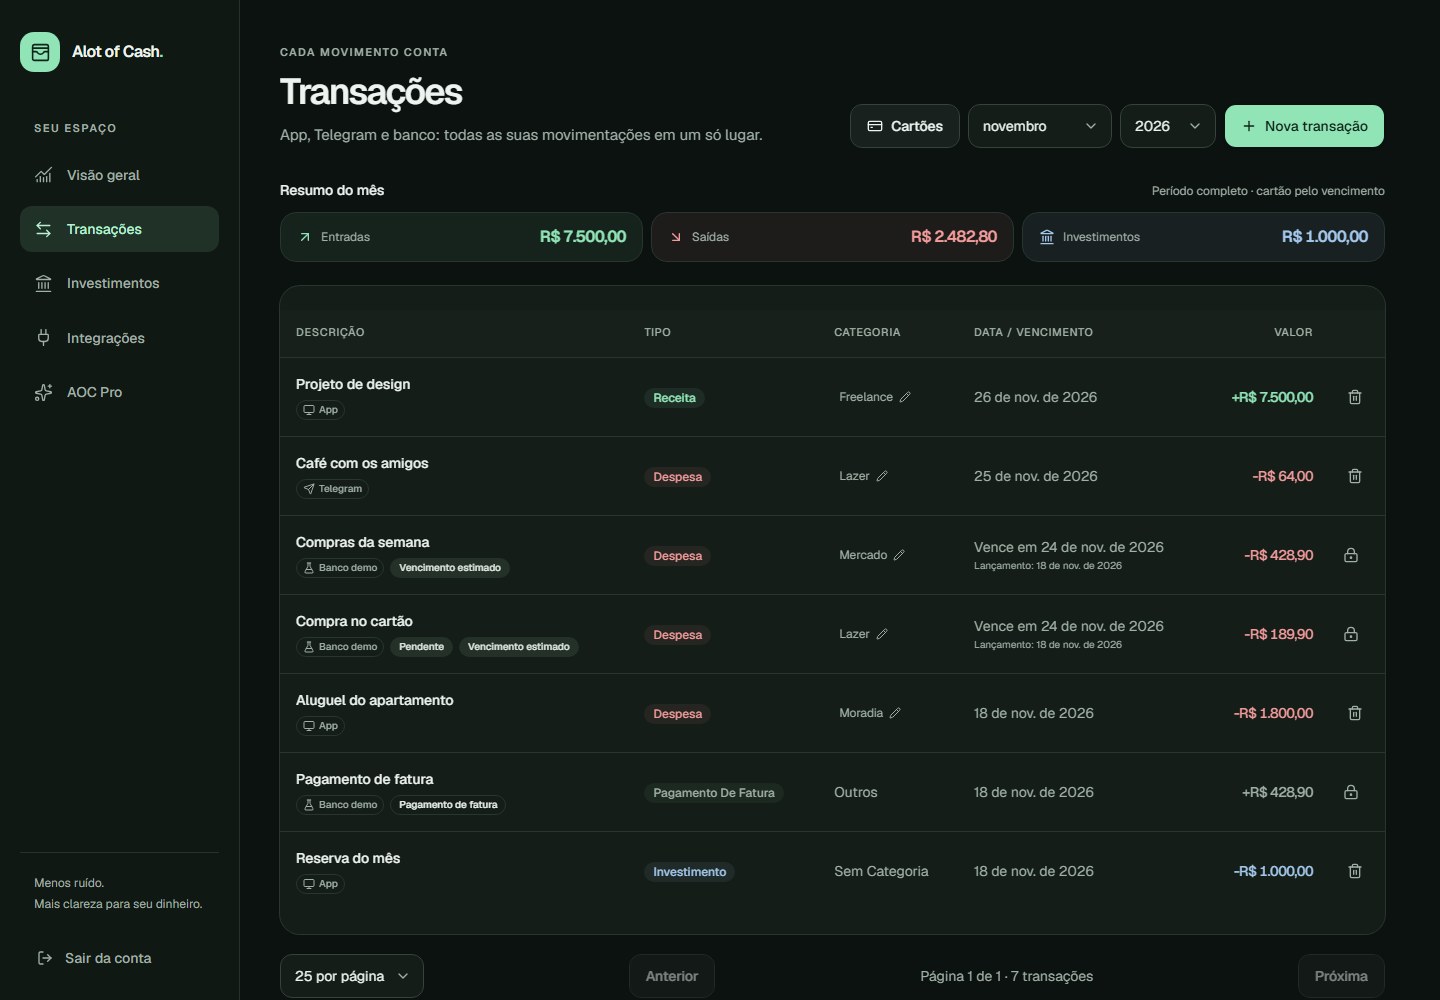 Alot of Cash.
SEU ESPAÇO
Visão geral
Transações
Investimentos
Integrações
AOC Pro
Menos ruído.
Mais clareza para seu dinheiro.
Sair da conta
CADA MOVIMENTO CONTA
Transações
App, Telegram e banco: todas as suas movimentações em um só lugar.
Cartões
novembro
2026
Nova transação
Resumo do mês
Período completo · cartão pelo vencimento
Entradas R$ 7.500,00
Saídas R$ 2.482,80
Investimentos R$ 1.000,00
DESCRIÇÃO TIPO CATEGORIA DATA / VENCIMENTO VALOR
Projeto de design
App
Receita
Freelance
26 de nov. de 2026
+R$ 7.500,00
Café com os amigos
Telegram
Despesa
Lazer
25 de nov. de 2026
-R$ 64,00
Compras da semana
Banco demo Vencimento estimado
Despesa
Mercado
Vence em 24 de nov. de 2026
Lançamento: 18 de nov. de 2026
-R$ 428,90
Compra no cartão
Banco demo Pendente Vencimento estimado
Despesa
Lazer
Vence em 24 de nov. de 2026
Lançamento: 18 de nov. de 2026
-R$ 189,90
Aluguel do apartamento
App
Despesa
Moradia
18 de nov. de 2026
-R$ 1.800,00
Pagamento de fatura
Banco demo Pagamento de fatura
Pagamento De Fatura
Outros
18 de nov. de 2026
+R$ 428,90
Reserva do mês
App
Investimento
Sem Categoria
18 de nov. de 2026
-R$ 1.000,00
25 por página
Anterior
Página 1 de 1 · 7 transações
Próxima